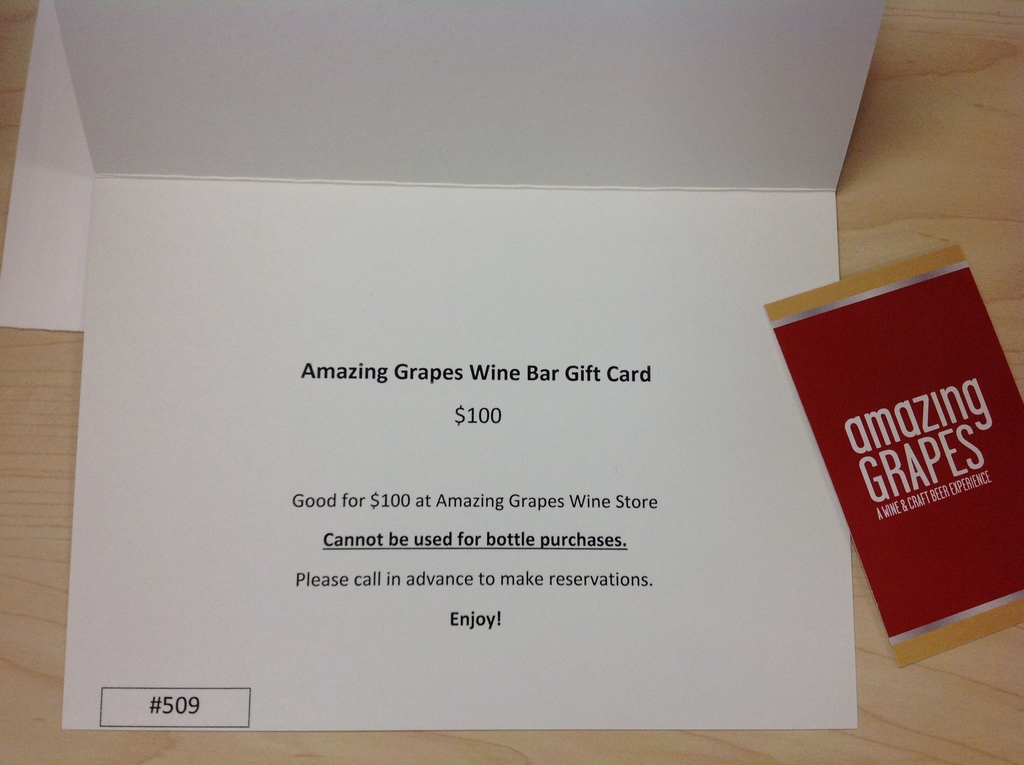 Amazing Grapes Wine Bar Gift Card
$100
Good for $100 at Amazing Grapes Wine Store
Cannot be used for bottle purchases.
Please call in advance to make reservations.
Enjoy!
#509
amazing
GRAPES
A WINE & CRAFT BEER EXPERIENCE